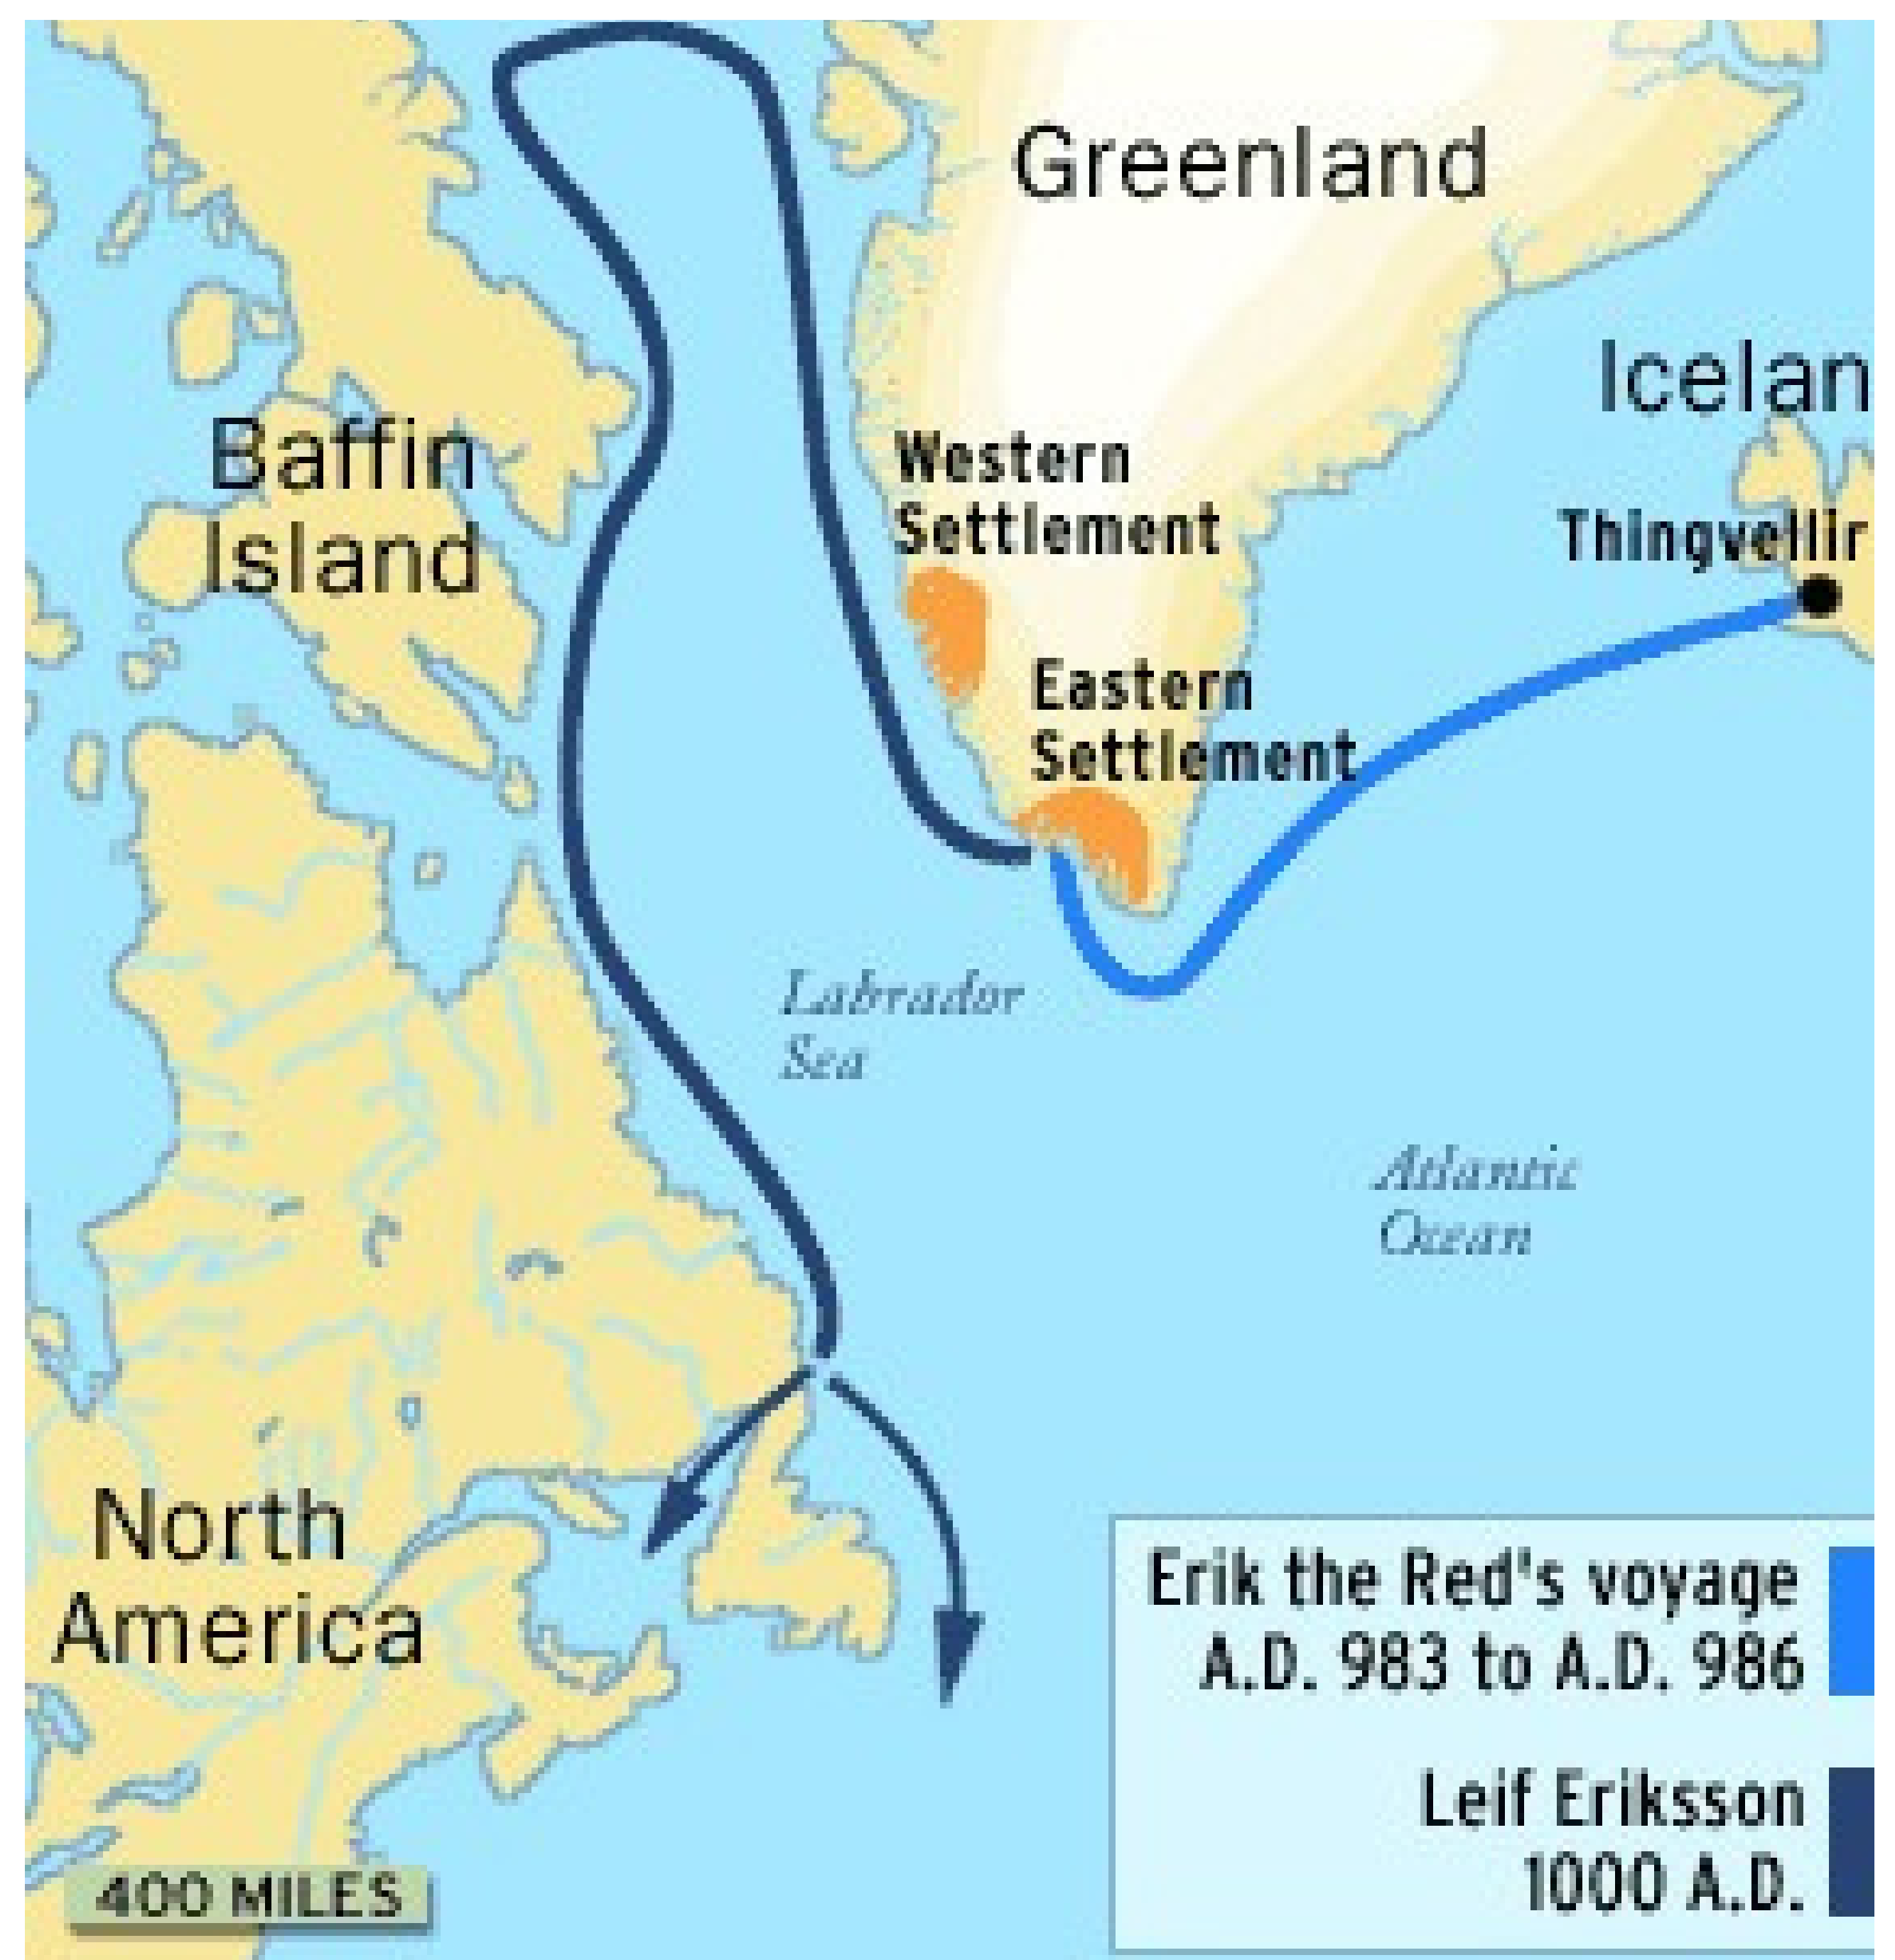 Greenland
Icelan
Baffin
Island
Western
Settlement
Thingvellir
Eastern
Settlement
Labrador
Sea
Atlantic
Ocean
North
America
Erik the Red's voyage
A.D. 983 to A.D. 986
Leif Eriksson
1000 A.D.
400 MILES